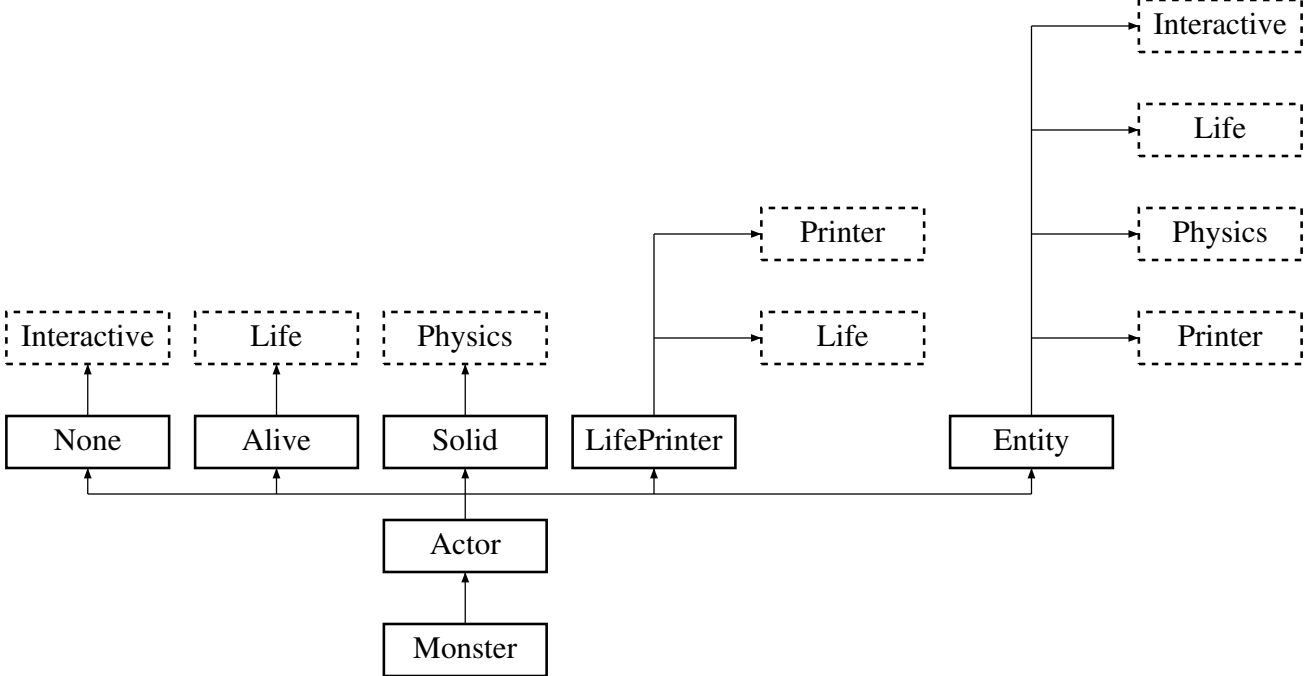 Interactive
Life
Printer
Physics
Interactive
Life
Physics
Life
Printer
None
Alive
Solid
LifePrinter
Entity
Actor
Monster